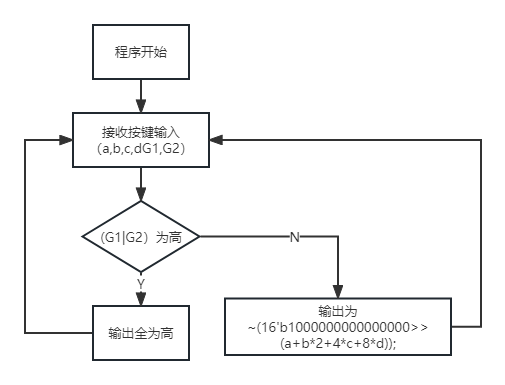 程序开始
接收按键输入
（a,b,c,dG1,G2）
（G1|G2）为高
N
Y
输出全为高
输出为
~(16'b1000000000000000>>
(a+b*2+4*c+8*d));